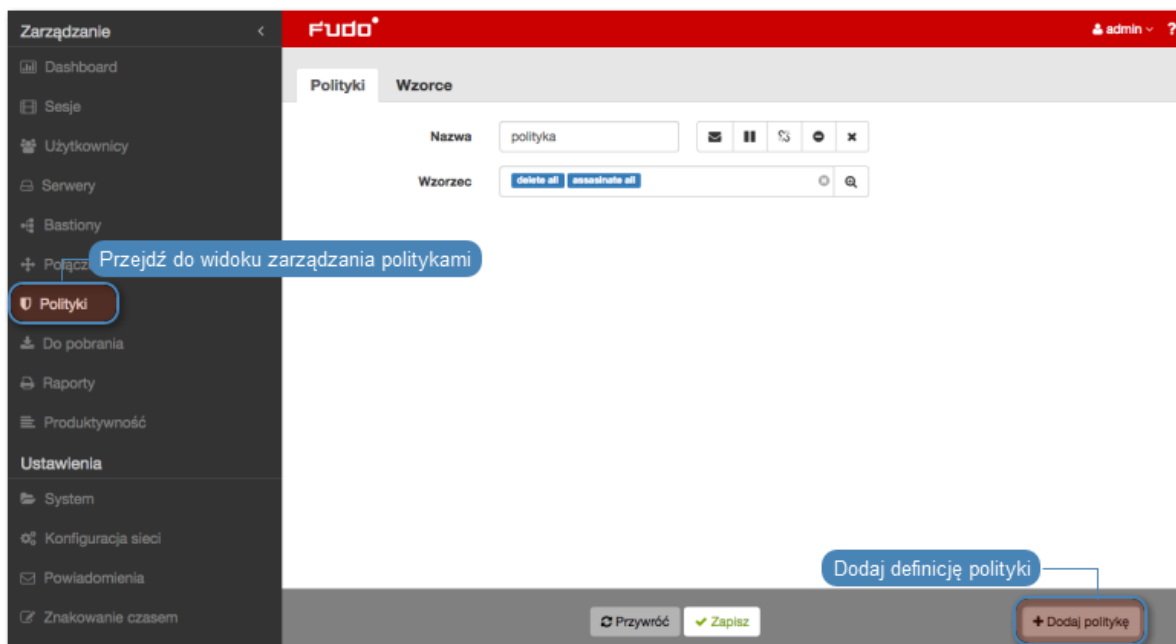 Zarządzanie
Fudo
admin
?
Dashboard
Sesje
Użytkownicy
Serwery
Bastiony
Połącz
Polityki
Do pobrania
Raporty
Produktywność
Ustawienia
System
Konfiguracja sieci
Powiadomienia
Znakowanie czasem
Polityki
Wzorce
Nazwa
polityka
Wzorzec
delete all
assasinate all
Przejdź do widoku zarządzania politykami
Dodaj definicję polityki
Przywróć
Zapisz
+ Dodaj politykę